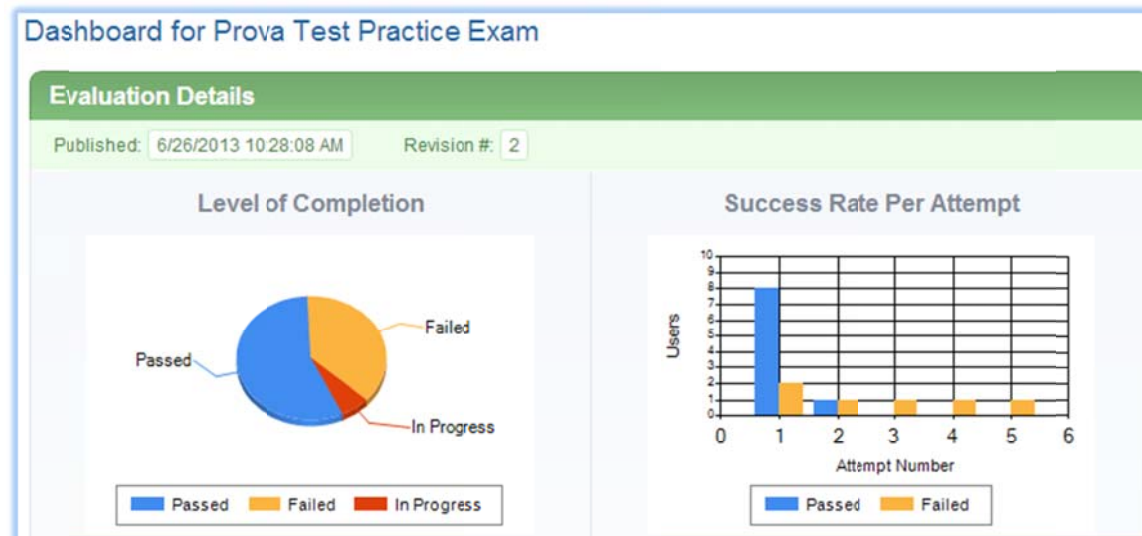 Dashboard for Prova Test Practice Exam
Evaluation Details
Published: 6/26/2013 10:28:08 AM Revision #: 2
Level of Completion
Passed
Failed
In Progress
Passed Failed In Progress
Success Rate Per Attempt
Users
10
9
8
7
6
5
4
3
2
1
0
0 1 2 3 4 5 6
Attempt Number
Passed Failed